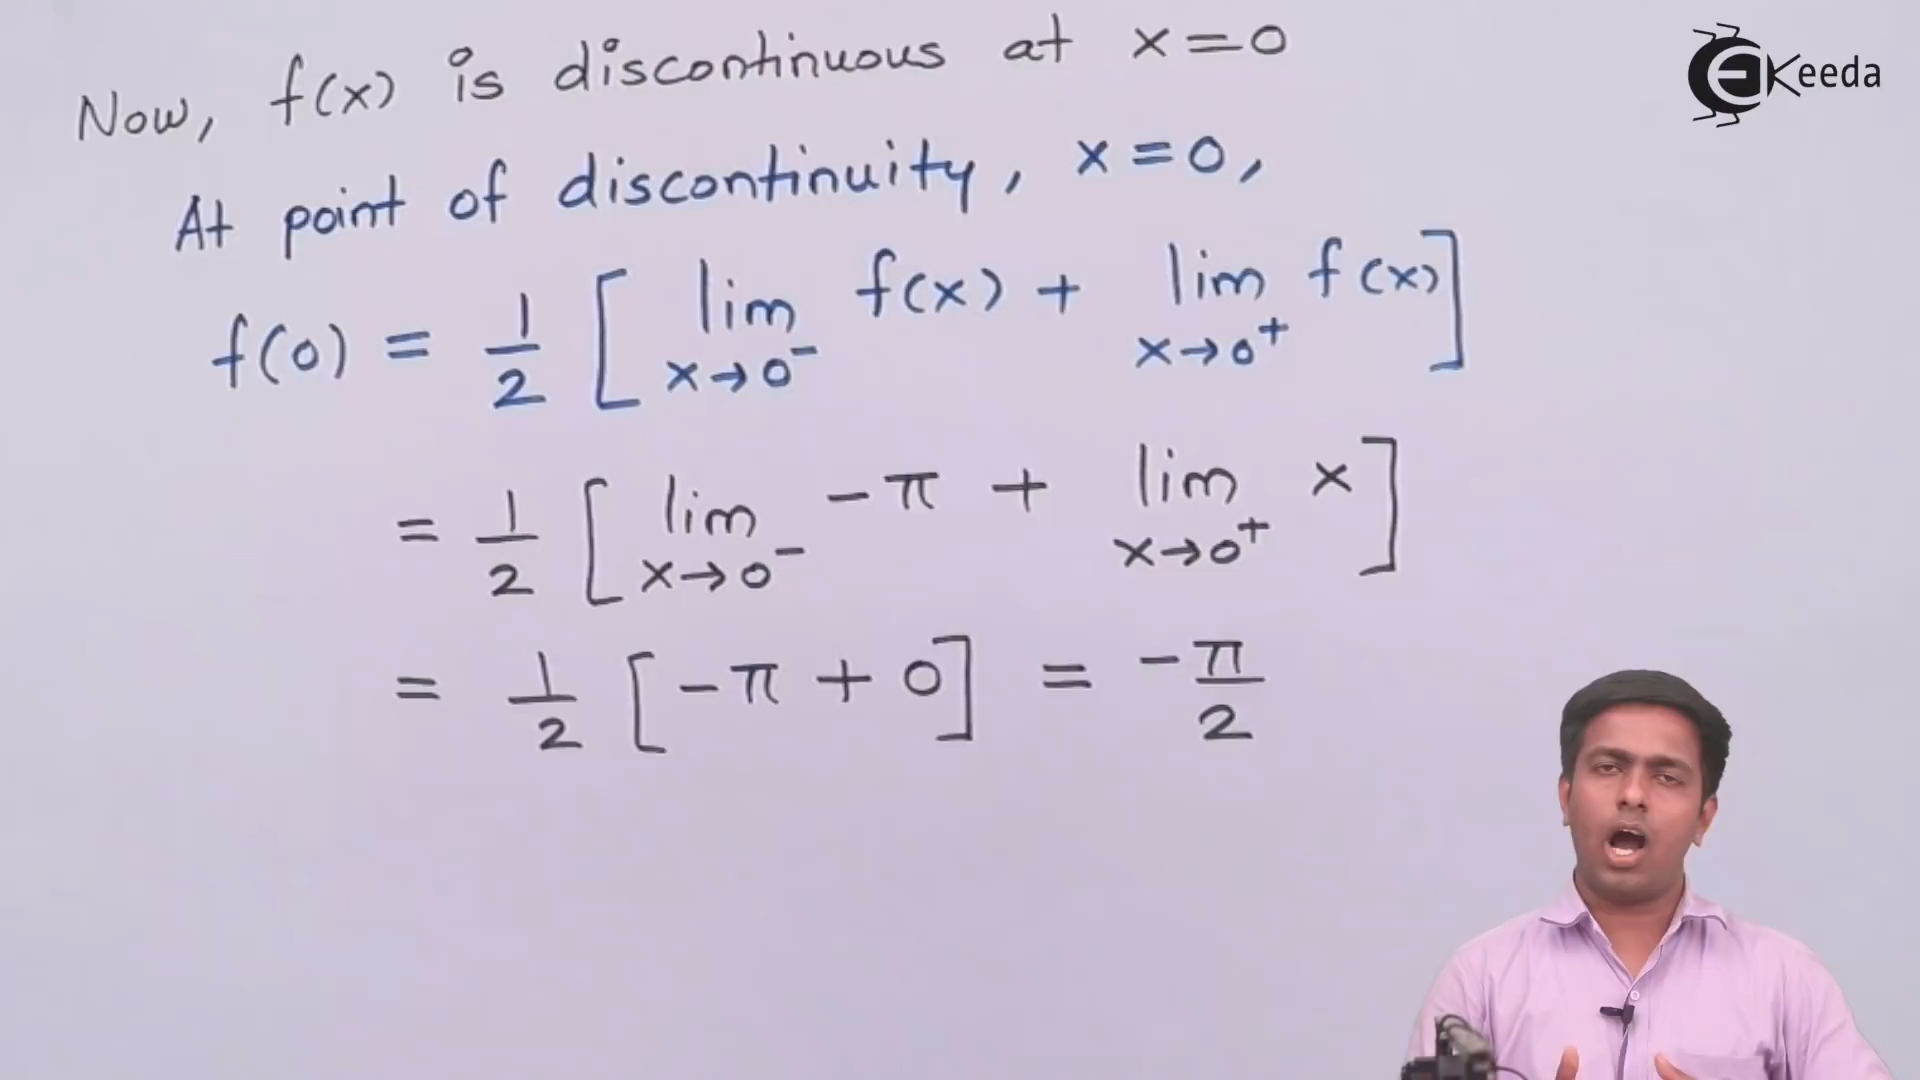 Now, f(x) is discontinuous at x=0
At point of discontinuity, x=0,
f(0) = 1/2 [ lim x→0⁻ f(x) + lim x→0⁺ f(x) ]
= 1/2 [ lim x→0⁻ -π + lim x→0⁺ x ]
= 1/2 [ -π + 0 ] = -π/2
EKeeda